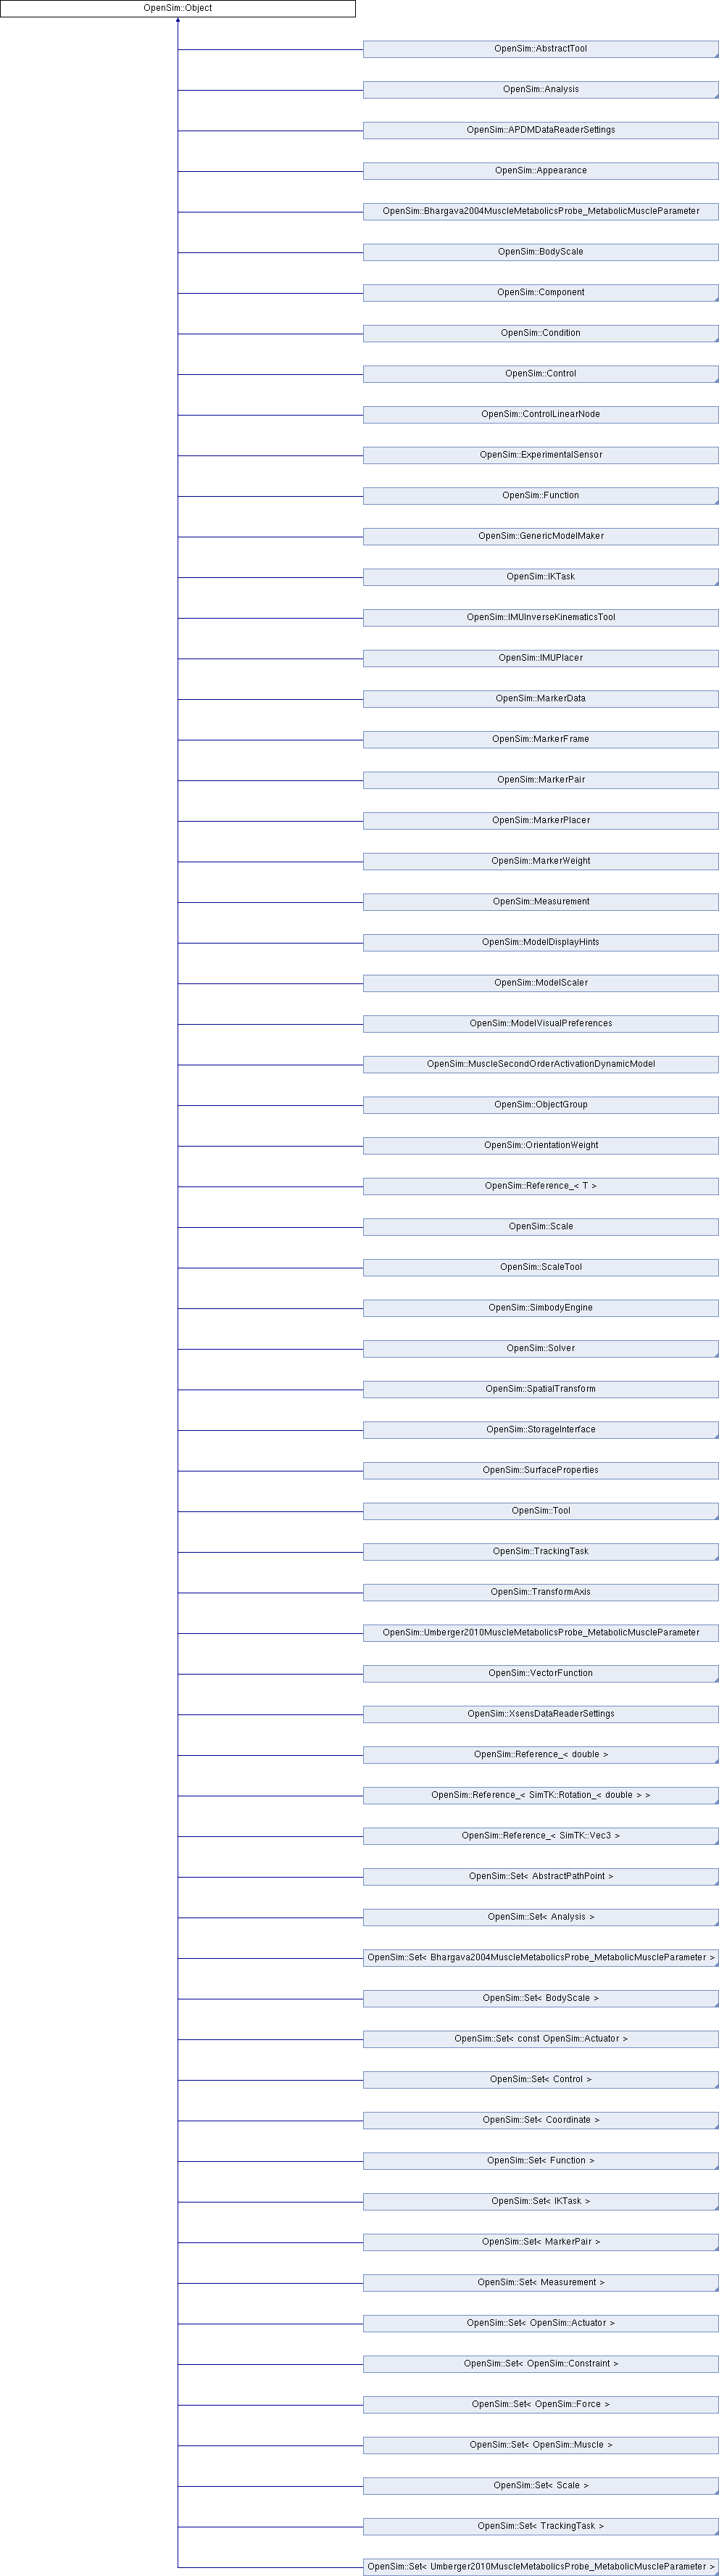 OpenSim::Object
OpenSim::AbstractTool
OpenSim::Analysis
OpenSim::APDMDataReaderSettings
OpenSim::Appearance
OpenSim::Bhargava2004MuscleMetabolicsProbe_MetabolicMuscleParameter
OpenSim::BodyScale
OpenSim::Component
OpenSim::Condition
OpenSim::Control
OpenSim::ControlLinearNode
OpenSim::ExperimentalSensor
OpenSim::Function
OpenSim::GenericModelMaker
OpenSim::IKTask
OpenSim::IMUInverseKinematicsTool
OpenSim::IMUPlacer
OpenSim::MarkerData
OpenSim::MarkerFrame
OpenSim::MarkerPair
OpenSim::MarkerPlacer
OpenSim::MarkerWeight
OpenSim::Measurement
OpenSim::ModelDisplayHints
OpenSim::ModelScaler
OpenSim::ModelVisualPreferences
OpenSim::MuscleSecondOrderActivationDynamicModel
OpenSim::ObjectGroup
OpenSim::OrientationWeight
OpenSim::Reference_< T >
OpenSim::Scale
OpenSim::ScaleTool
OpenSim::SimbodyEngine
OpenSim::Solver
OpenSim::SpatialTransform
OpenSim::StorageInterface
OpenSim::SurfaceProperties
OpenSim::Tool
OpenSim::TrackingTask
OpenSim::TransformAxis
OpenSim::Umberger2010MuscleMetabolicsProbe_MetabolicMuscleParameter
OpenSim::VectorFunction
OpenSim::XsensDataReaderSettings
OpenSim::Reference_< double >
OpenSim::Reference_< SimTK::Rotation_< double > >
OpenSim::Reference_< SimTK::Vec3 >
OpenSim::Set< AbstractPathPoint >
OpenSim::Set< Analysis >
OpenSim::Set< Bhargava2004MuscleMetabolicsProbe_MetabolicMuscleParameter >
OpenSim::Set< BodyScale >
OpenSim::Set< const OpenSim::Actuator >
OpenSim::Set< Control >
OpenSim::Set< Coordinate >
OpenSim::Set< Function >
OpenSim::Set< IKTask >
OpenSim::Set< MarkerPair >
OpenSim::Set< Measurement >
OpenSim::Set< OpenSim::Actuator >
OpenSim::Set< OpenSim::Constraint >
OpenSim::Set< OpenSim::Force >
OpenSim::Set< OpenSim::Muscle >
OpenSim::Set< Scale >
OpenSim::Set< TrackingTask >
OpenSim::Set< Umberger2010MuscleMetabolicsProbe_MetabolicMuscleParameter >